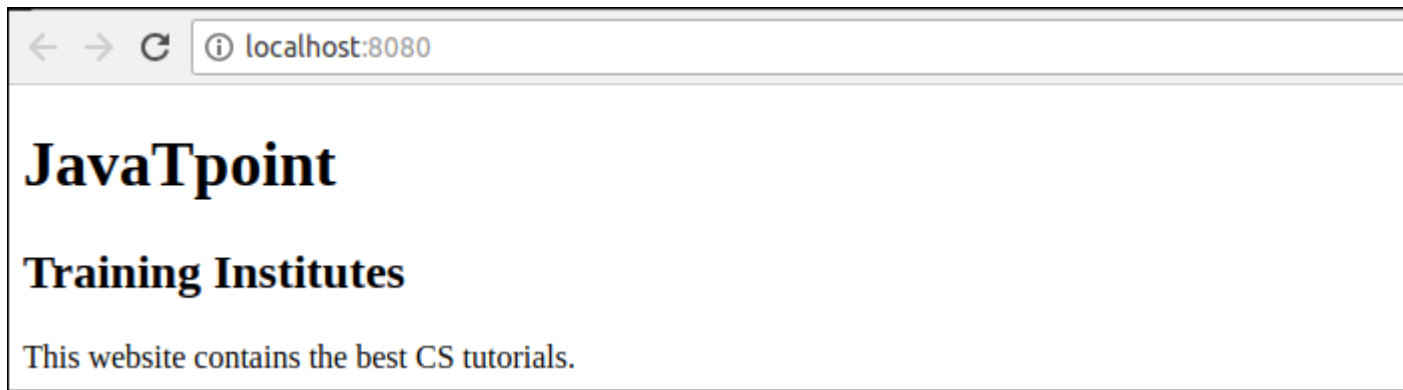 localhost:8080
JavaTpoint
Training Institutes
This website contains the best CS tutorials.